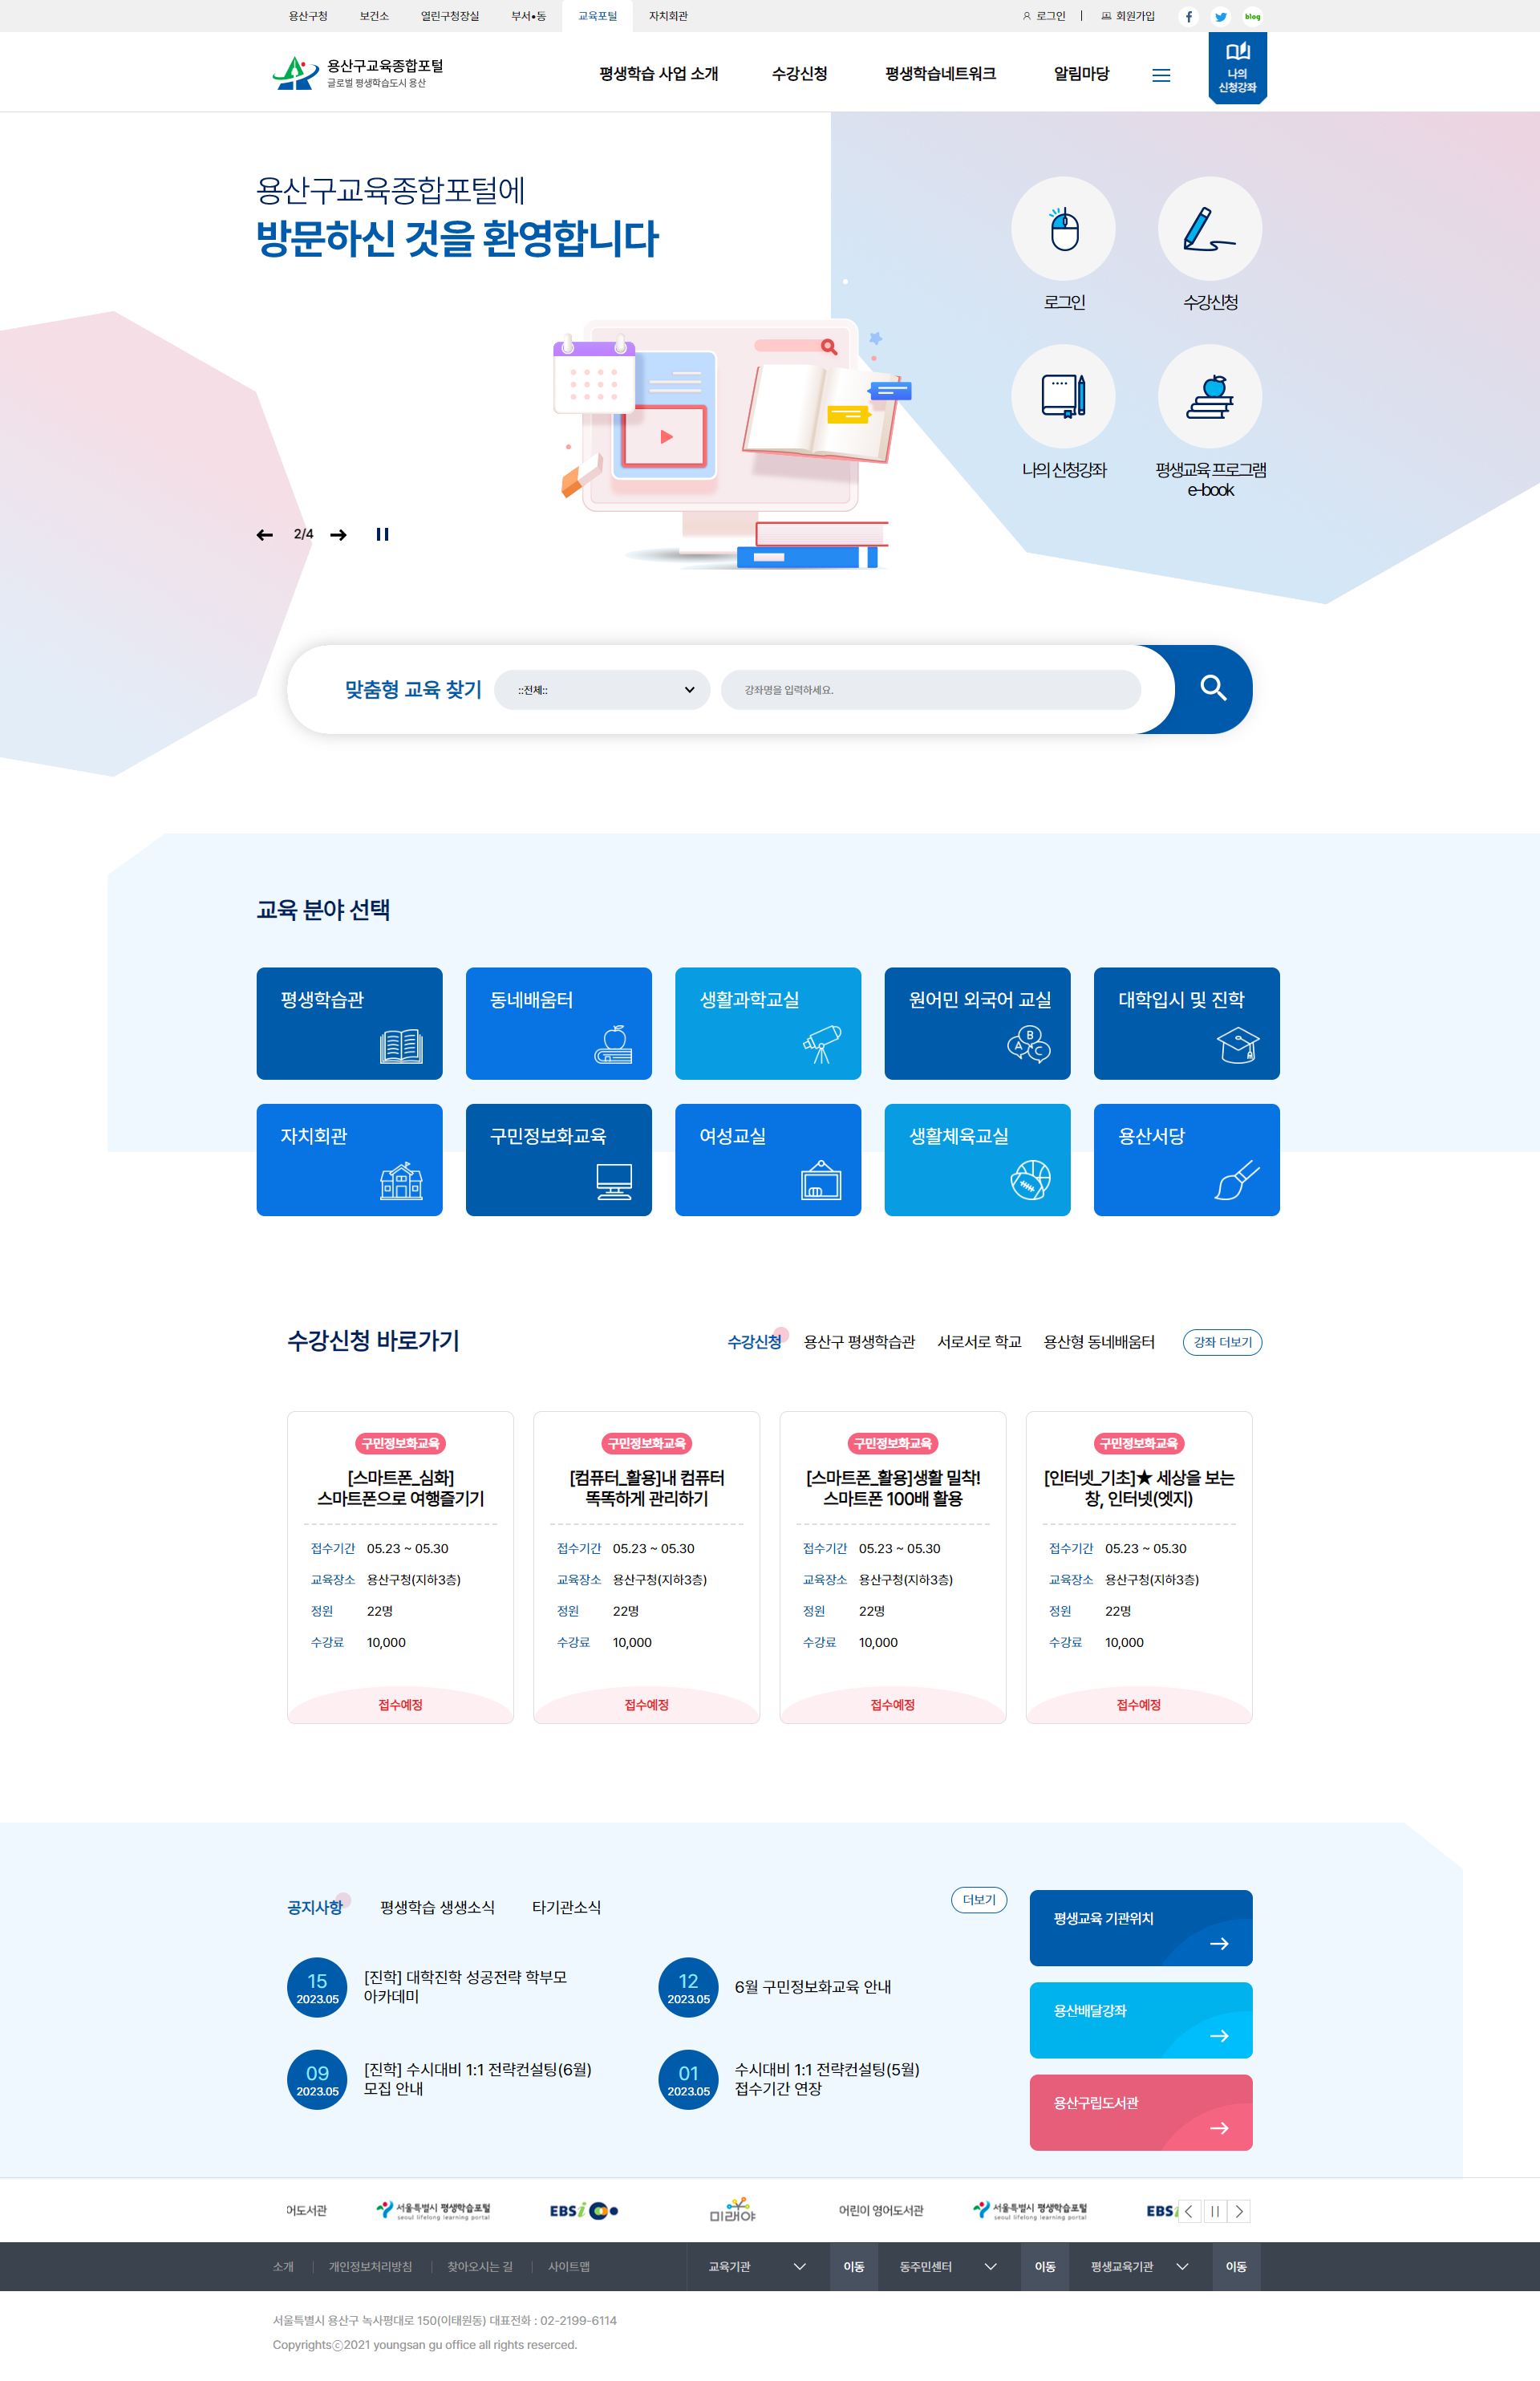 용산구청 보건소 열린구청장실 부서•동 교육포털 자치회관 로그인 회원가입 blog
용산구교육종합포털
글로벌 평생학습도시 용산
평생학습 사업 소개 수강신청 평생학습네트워크 알림마당
나의
신청강좌
용산구교육종합포털에
방문하신 것을 환영합니다
로그인 수강신청
나의 신청강좌 평생교육 프로그램
e-book
2/4
맞춤형 교육 찾기 ::전체:: 강좌명을 입력하세요.
교육 분야 선택
평생학습관 동네배움터 생활과학교실 원어민 외국어 교실 대학입시 및 진학
A B C
자치회관 구민정보화교육 여성교실 생활체육교실 용산서당
수강신청 바로가기 수강신청 용산구 평생학습관 서로서로 학교 용산형 동네배움터 강좌 더보기
구민정보화교육
[스마트폰_심화]
스마트폰으로 여행즐기기
접수기간 05.23 ~ 05.30
교육장소 용산구청(지하3층)
정원 22명
수강료 10,000
접수예정
구민정보화교육
[컴퓨터_활용]내 컴퓨터
똑똑하게 관리하기
접수기간 05.23 ~ 05.30
교육장소 용산구청(지하3층)
정원 22명
수강료 10,000
접수예정
구민정보화교육
[스마트폰_활용]생활 밀착!
스마트폰 100배 활용
접수기간 05.23 ~ 05.30
교육장소 용산구청(지하3층)
정원 22명
수강료 10,000
접수예정
구민정보화교육
[인터넷_기초]★ 세상을 보는
창, 인터넷(엣지)
접수기간 05.23 ~ 05.30
교육장소 용산구청(지하3층)
정원 22명
수강료 10,000
접수예정
공지사항 평생학습 생생소식 타기관소식 더보기
15
2023.05
[진학] 대학진학 성공전략 학부모
아카데미
12
2023.05
6월 구민정보화교육 안내
09
2023.05
[진학] 수시대비 1:1 전략컨설팅(6월)
모집 안내
01
2023.05
수시대비 1:1 전략컨설팅(5월)
접수기간 연장
평생교육 기관위치
용산배달강좌
용산구립도서관
어도서관 서울특별시 평생학습포털 EBSi 미래야 어린이 영어도서관 서울특별시 평생학습포털 EBSi
seoul lifelong learning portal seoul lifelong learning portal
소개 개인정보처리방침 찾아오시는 길 사이트맵 교육기관 이동 동주민센터 이동 평생교육기관 이동
서울특별시 용산구 녹사평대로 150(이태원동) 대표전화 : 02-2199-6114
Copyrightsⓒ2021 youngsan gu office all rights reserced.